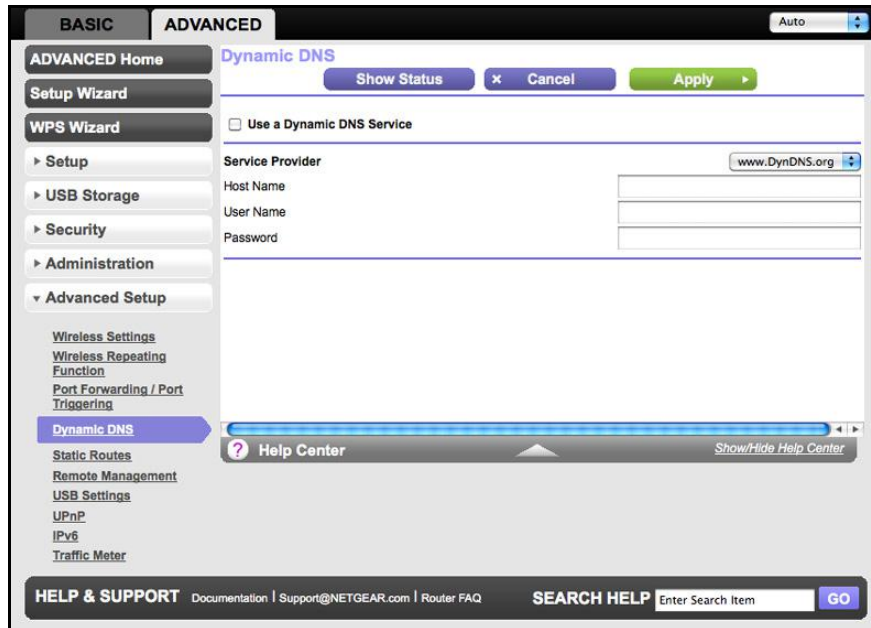 BASIC
ADVANCED
Auto
ADVANCED Home
Setup Wizard
WPS Wizard
Setup
USB Storage
Security
Administration
Advanced Setup
Wireless Settings
Wireless Repeating
Function
Port Forwarding / Port
Triggering
Dynamic DNS
Static Routes
Remote Management
USB Settings
UPnP
IPv6
Traffic Meter
Dynamic DNS
Show Status
x Cancel
Apply
Use a Dynamic DNS Service
Service Provider
www.DynDNS.org
Host Name
User Name
Password
? Help Center
Show/Hide Help Center
HELP & SUPPORT Documentation | Support@NETGEAR.com | Router FAQ
SEARCH HELP Enter Search Item GO